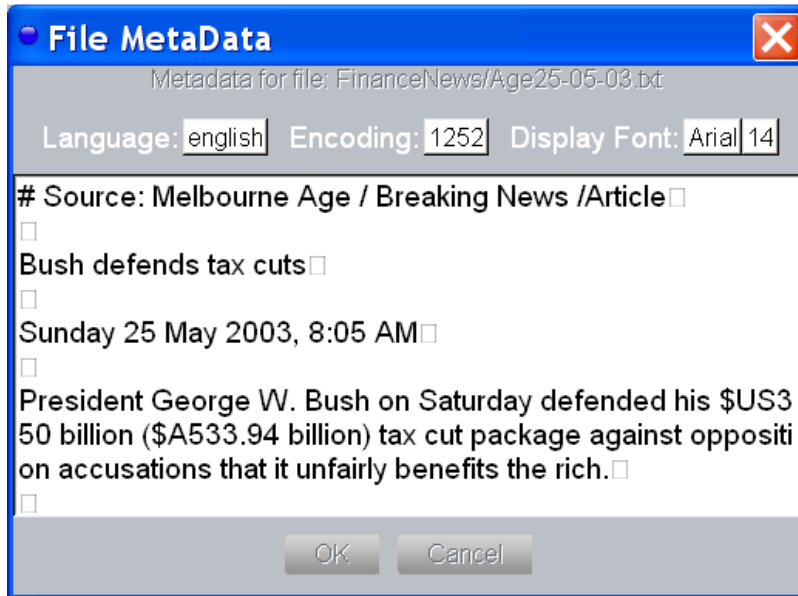 File MetaData
Metadata for file: FinanceNews/Age25-05-03.txt
Language: english Encoding: 1252 Display Font: Arial 14
# Source: Melbourne Age / Breaking News /Article□
□
Bush defends tax cuts□
□
Sunday 25 May 2003, 8:05 AM□
□
President George W. Bush on Saturday defended his $US3
50 billion ($A533.94 billion) tax cut package against oppositi
on accusations that it unfairly benefits the rich.□
□
OK Cancel